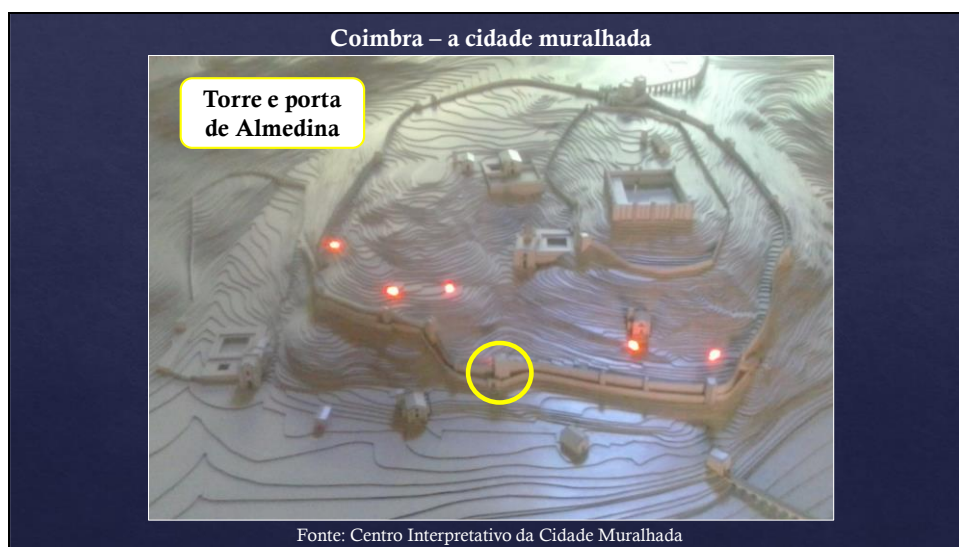 Coimbra – a cidade muralhada
Torre e porta
de Almedina
Fonte: Centro Interpretativo da Cidade Muralhada